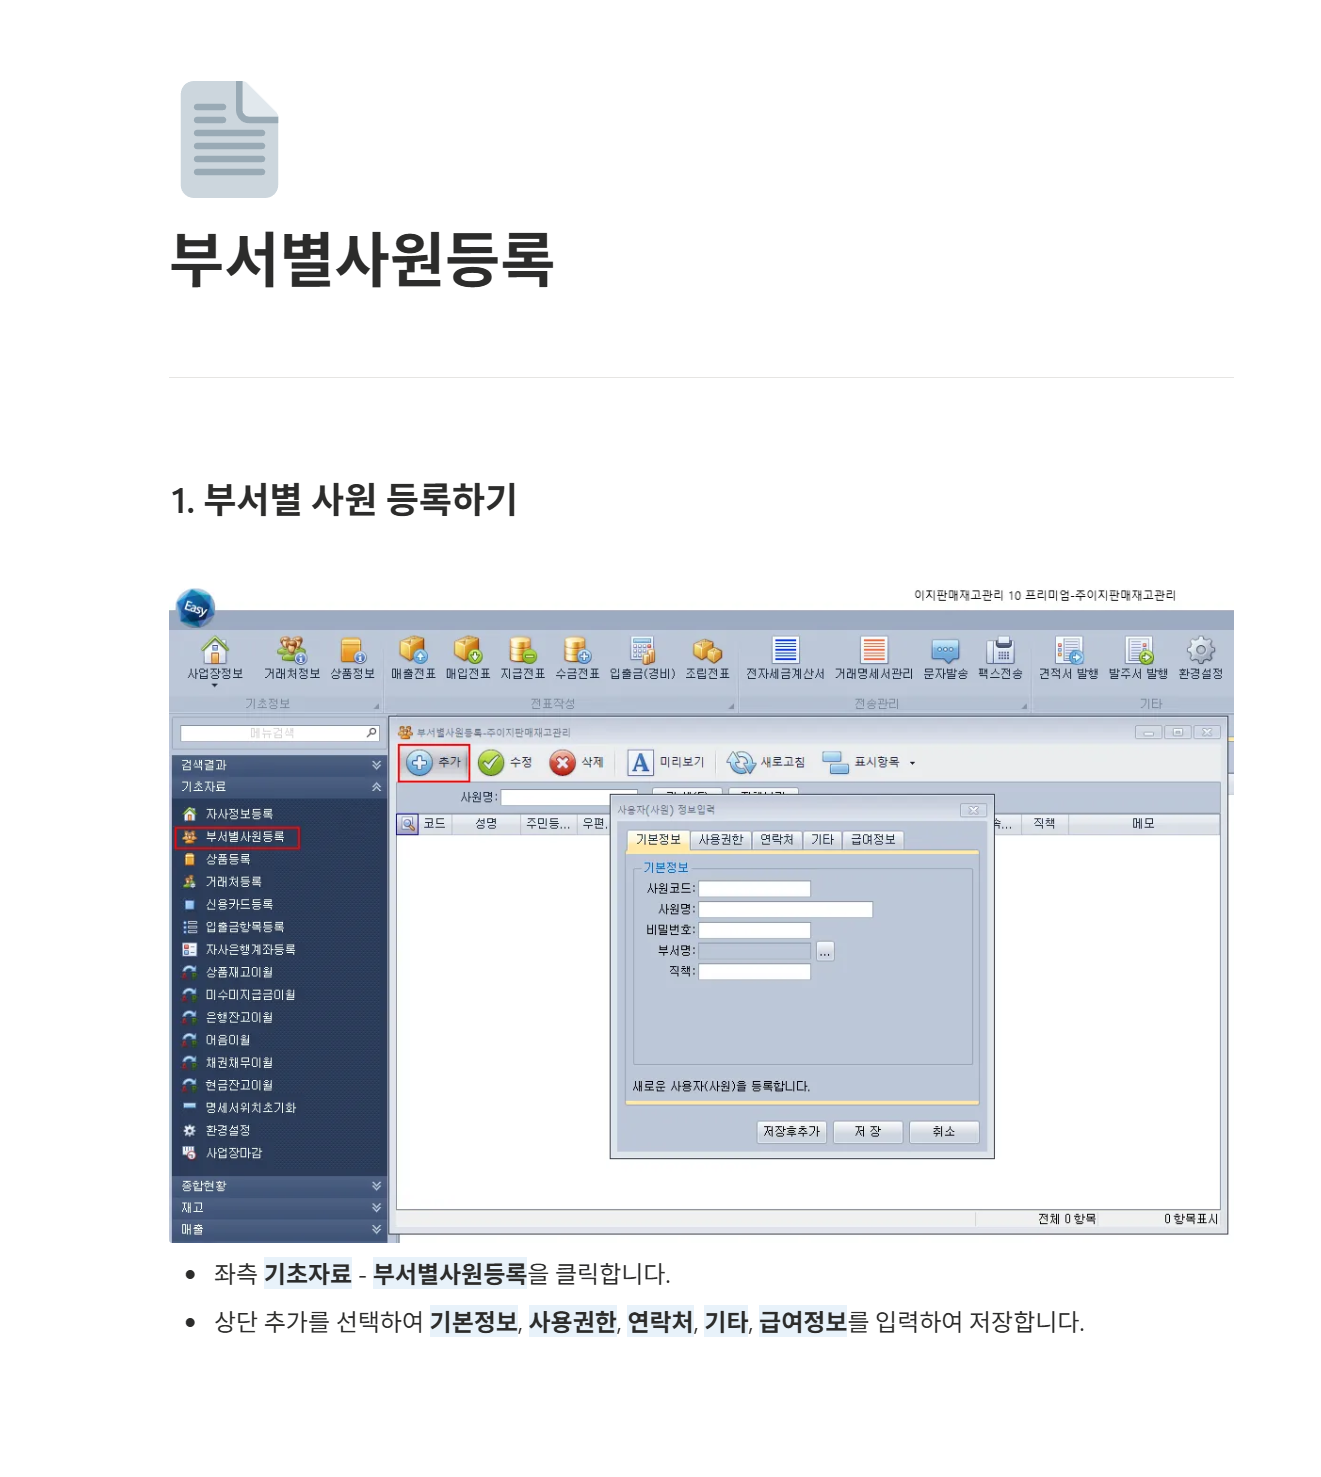 부서별사원등록
1. 부서별 사원 등록하기
Easy
이지판매재고관리 10 프리미엄-주이지판매재고관리
사업장정보 거래처정보 상품정보 매출전표 매입전표 지급전표 수금전표 입출금(경비) 조립전표 전자세금계산서 거래명세서관리 문자발송 팩스전송 견적서 발행 발주서 발행 환경설정
기초정보 전표작성 전송관리 기타
메뉴검색
검색결과
기초자료
자사정보등록
부서별사원등록
상품등록
거래처등록
신용카드등록
입출금항목등록
자사은행계좌등록
상품재고이월
미수미지급금이월
은행잔고이월
어음이월
채권채무이월
현금잔고이월
명세서위치초기화
환경설정
사업장마감
종합현황
재고
매출
부서별사원등록-주이지판매재고관리
추가 수정 삭제 미리보기 새로고침 표시항목
사원명:
코드 성명 주민등... 우편. 직책 메모
사용자(사원) 정보입력
기본정보 사용권한 연락처 기타 급여정보
기본정보
사원코드:
사원명:
비밀번호:
부서명: ...
직책:
새로운 사용자(사원)을 등록합니다.
저장후추가 저 장 취소
전체 0 항목 0 항목표시
• 좌측 기초자료 - 부서별사원등록을 클릭합니다.
• 상단 추가를 선택하여 기본정보, 사용권한, 연락처, 기타, 급여정보를 입력하여 저장합니다.